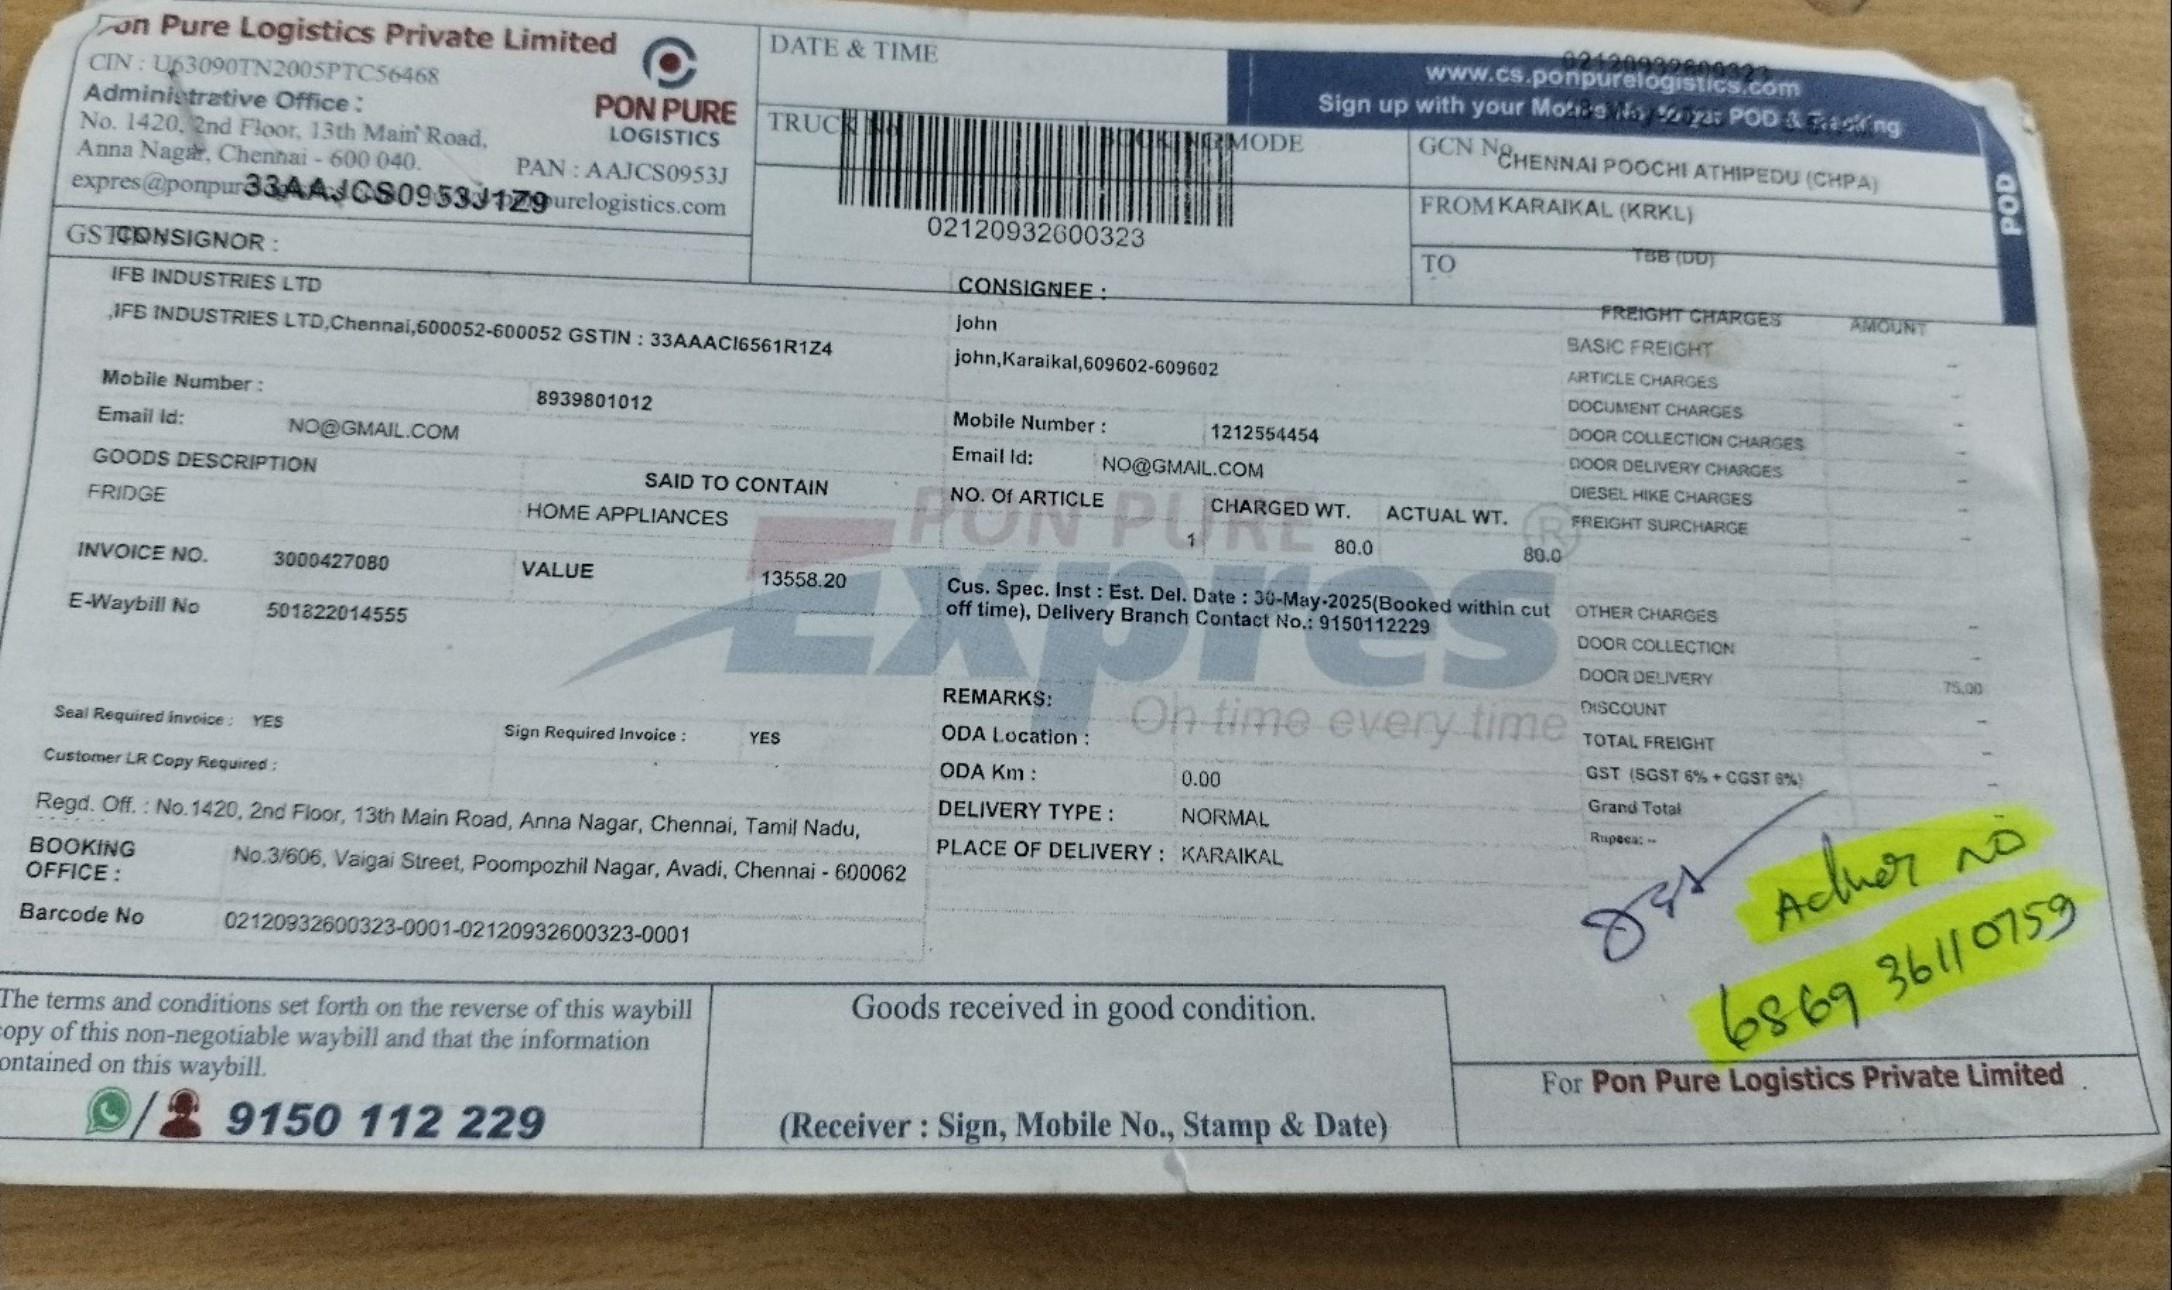 Pon Pure Logistics Private Limited
CIN : U63090TN2005PTC56468
Administrative Office :
No. 1420, 2nd Floor, 13th Main Road,
Anna Nagar, Chennai - 600 040.
PAN : AAJCS0953J
33AAJCS0953J1Z9
PON PURE
LOGISTICS
CONSIGNOR :
DATE & TIME
TRUCK No
MODE
02120932600323
02120932600323
www.cs.ponpurelogistics.com
Sign up with your POD & Tracking
GCN No.
CHENNAI POOCHI ATHIPEDU (CHPA)
FROM KARAIKAL (KRKL)
TO
TBB (DD)
POD
IFB INDUSTRIES LTD
,IFB INDUSTRIES LTD,Chennai,600052-600052 GSTIN : 33AAACI6561R1Z4
Mobile Number : 8939801012
Email Id: NO@GMAIL.COM
GOODS DESCRIPTION SAID TO CONTAIN
FRIDGE HOME APPLIANCES
INVOICE NO. 3000427080 VALUE 13558.20
E-Waybill No 501822014555
Seal Required Invoice : YES Sign Required Invoice : YES
Customer LR Copy Required :
Regd. Off. : No.1420, 2nd Floor, 13th Main Road, Anna Nagar, Chennai, Tamil Nadu,
BOOKING
OFFICE :
No.3/606, Vaigai Street, Poompozhil Nagar, Avadi, Chennai - 600062
Barcode No 02120932600323-0001-02120932600323-0001
CONSIGNEE :
john
john,Karaikal,609602-609602
Mobile Number : 1212554454
Email Id: NO@GMAIL.COM
NO. Of ARTICLE CHARGED WT. ACTUAL WT.
1 80.0 80.0
Cus. Spec. Inst : Est. Del. Date : 30-May-2025(Booked within cut
off time), Delivery Branch Contact No.: 9150112229
PON PURE
Expres ®
On time every time
REMARKS:
ODA Location :
ODA Km : 0.00
DELIVERY TYPE : NORMAL
PLACE OF DELIVERY : KARAIKAL
FREIGHT CHARGES AMOUNT
BASIC FREIGHT -
ARTICLE CHARGES
DOCUMENT CHARGES -
DOOR COLLECTION CHARGES -
DOOR DELIVERY CHARGES -
DIESEL HIKE CHARGES -
FREIGHT SURCHARGE -
OTHER CHARGES -
DOOR COLLECTION -
DOOR DELIVERY 75.00
DISCOUNT -
TOTAL FREIGHT -
GST (SGST 6% + CGST 6%) -
Grand Total
Rupees: --
6869 36110759
The terms and conditions set forth on the reverse of this waybill
copy of this non-negotiable waybill and that the information
contained on this waybill.
9150 112 229
Goods received in good condition.
(Receiver : Sign, Mobile No., Stamp & Date)
For Pon Pure Logistics Private Limited